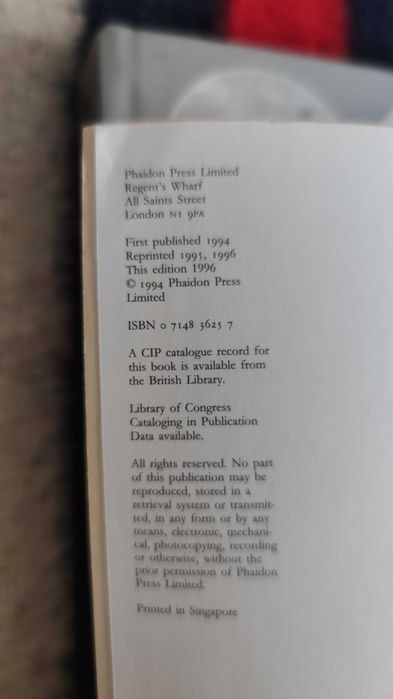 Phaidon Press Limited
Regent's Wharf
All Saints Street
London N1 9PA
First published 1994
Reprinted 1995, 1996
This edition 1996
© 1994 Phaidon Press
Limited
ISBN 0 7148 3625 7
A CIP catalogue record for
this book is available from
the British Library.
Library of Congress
Cataloging in Publication
Data available.
All rights reserved. No part
of this publication may be
reproduced, stored in a
retrieval system or transmit-
ted, in any form or by any
means, electronic, mechani-
cal, photocopying, recording
or otherwise, without the
prior permission of Phaidon
Press Limited.
Printed in Singapore